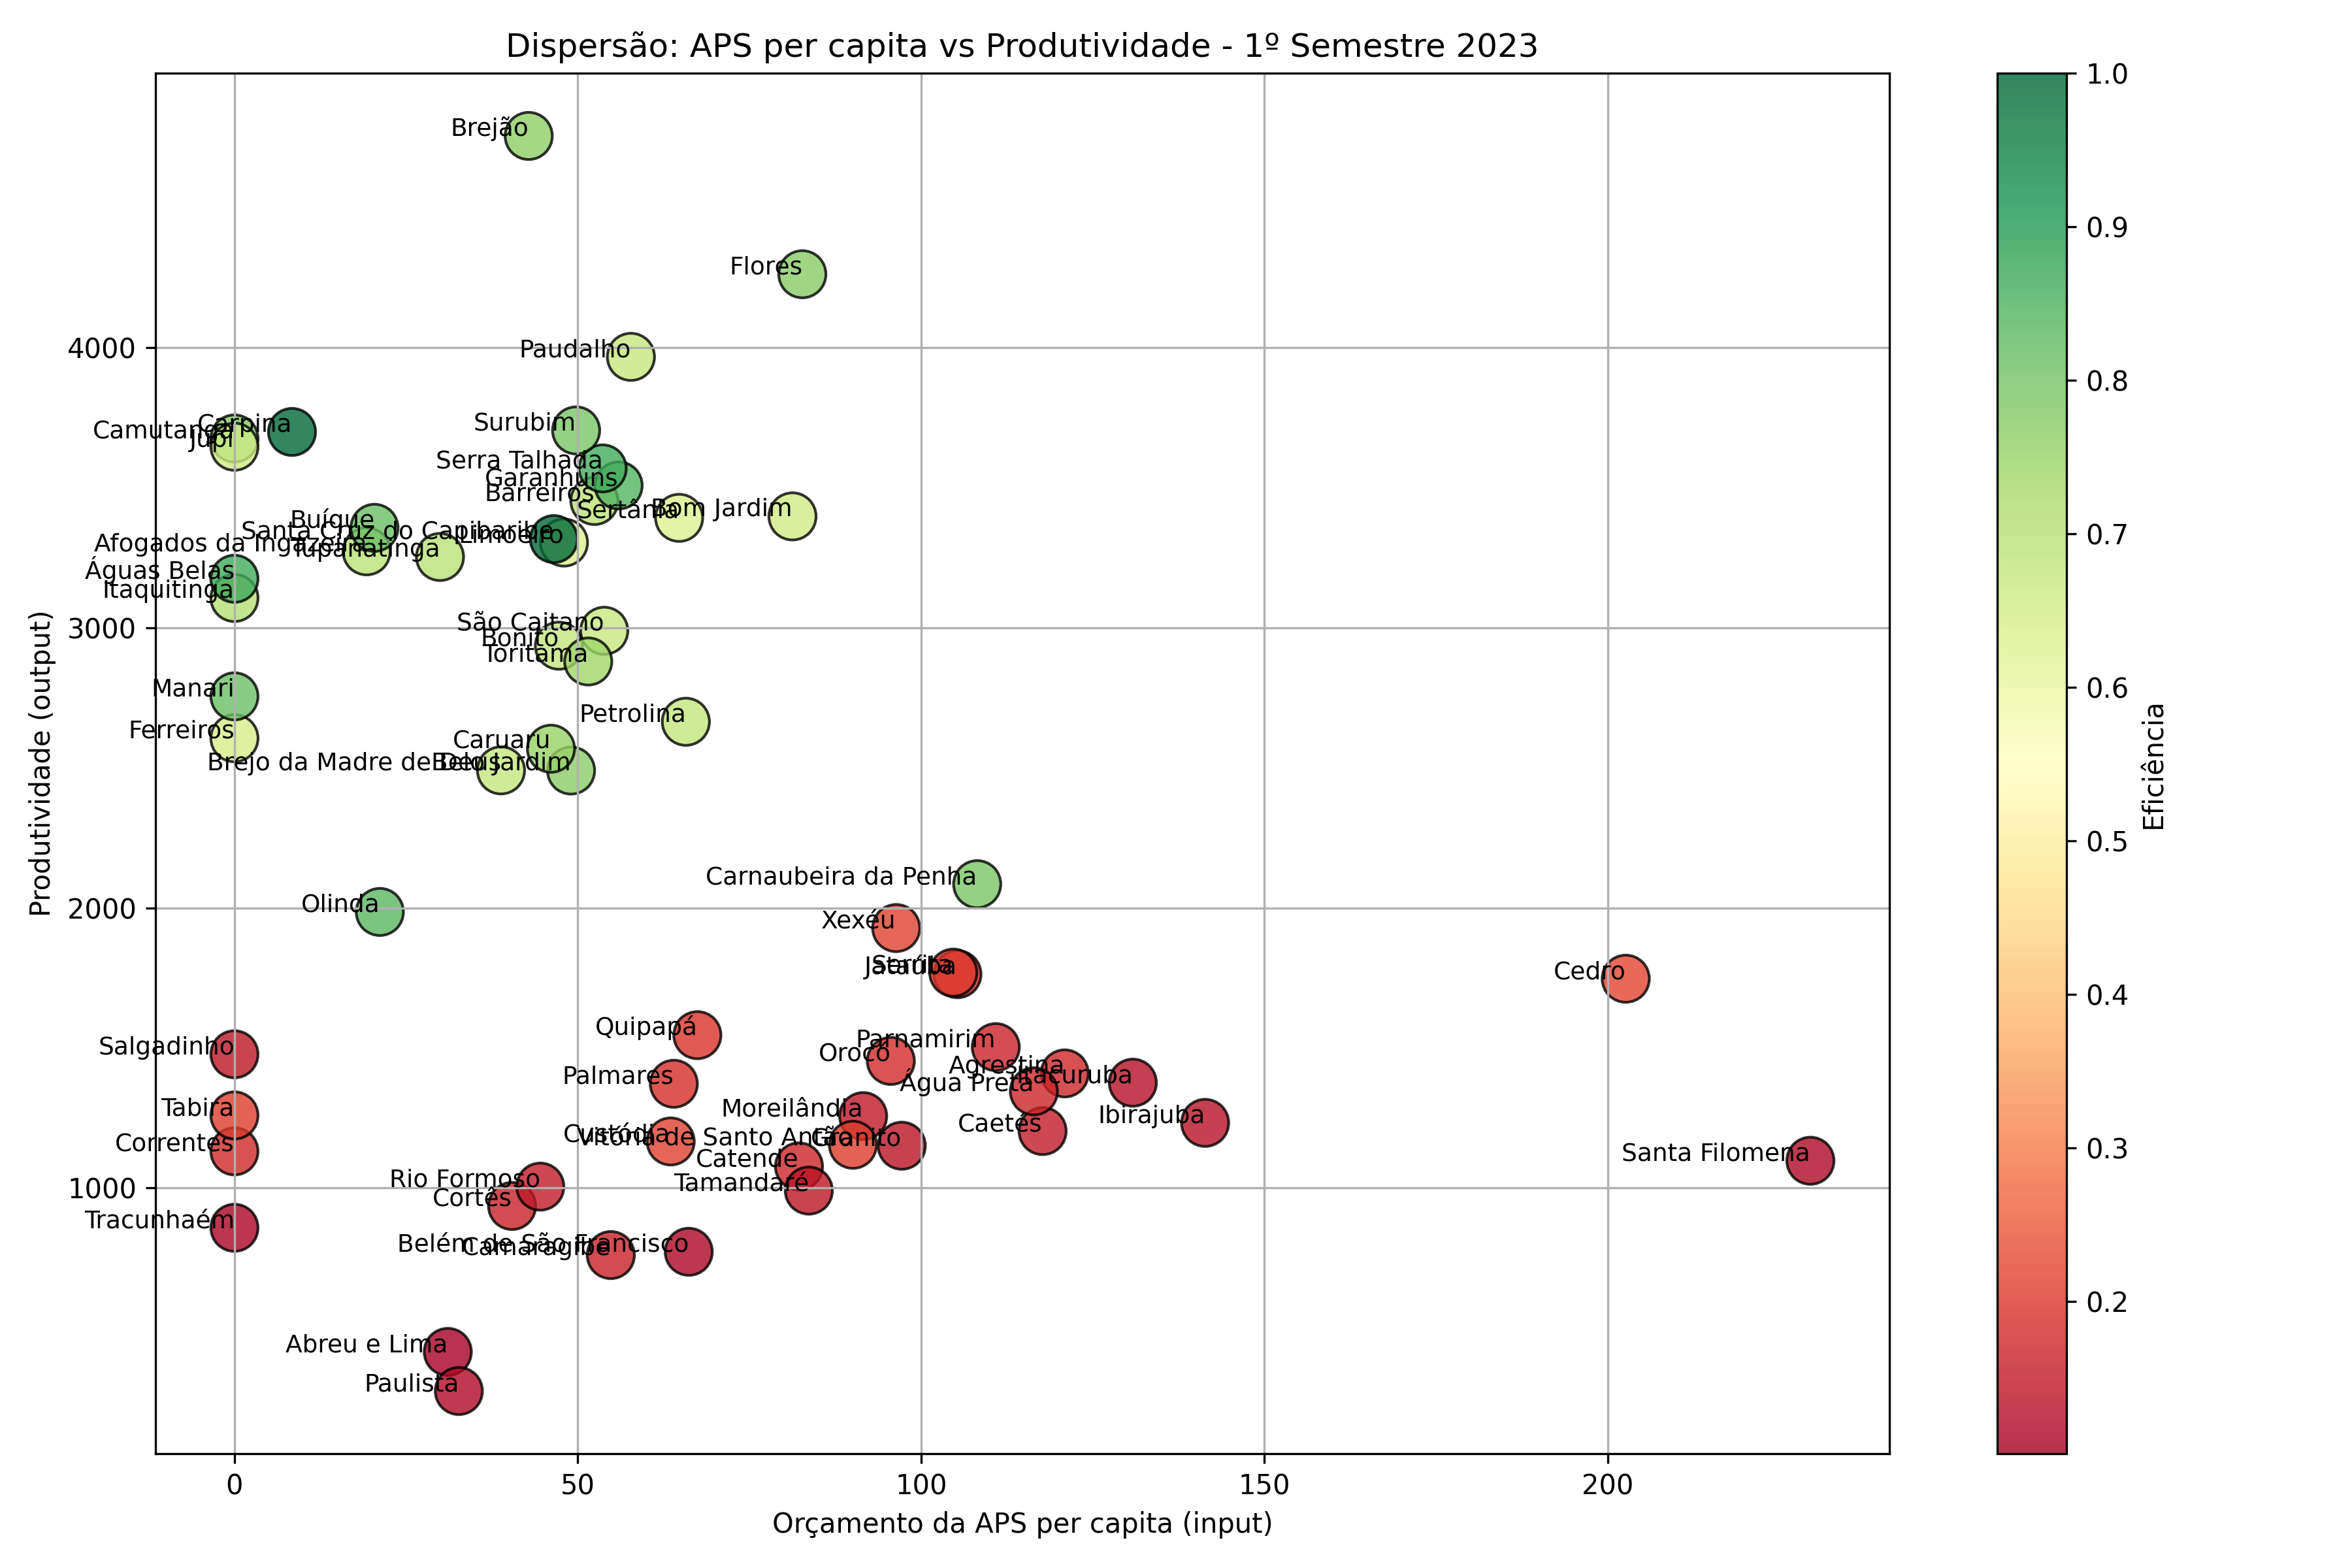 Dispersão: APS per capita vs Produtividade - 1º Semestre 2023
Brejão
Flores
4000
Paudalho
Surubim
Carpina
Camutanga
Jupi
Serra Talhada
Garanhuns
Barreiros
Sertânia
Bom Jardim
Buíque
Santa Cruz do Capibaribe
Limoeiro
Afogados da Ingazeira
Tupanatinga
Águas Belas
Itaquitinga
3000
São Caitano
Bonito
Toritama
Manari
Petrolina
Ferreiros
Caruaru
Brejo da Madre de Deus
Belo Jardim
Carnaubeira da Penha
2000
Olinda
Xexéu
Jataúba
Serrita
Cedro
Quipapá
Salgadinho
Parnamirim
Orocó
Agrestina
Itacuruba
Palmares
Água Preta
Moreilândia
Tabira
Ibirajuba
Caetés
Custódia
Vitória de Santo Antão
Granito
Correntes
Catende
Santa Filomena
Tamandaré
1000
Rio Formoso
Cortês
Tracunhaém
Belém de São Francisco
Camaragibe
Abreu e Lima
Paulista
0
50
100
150
200
Orçamento da APS per capita (input)
Produtividade (output)
1.0
0.9
0.8
0.7
0.6
0.5
0.4
0.3
0.2
Eficiência